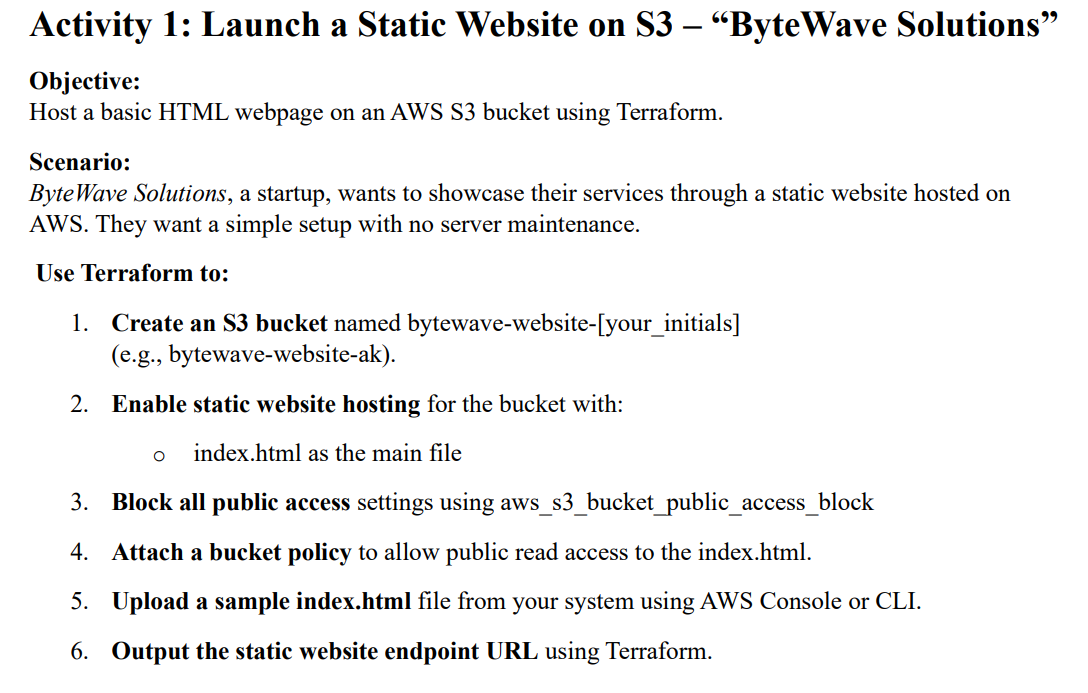 Activity 1: Launch a Static Website on S3 – “ByteWave Solutions”
Objective:
Host a basic HTML webpage on an AWS S3 bucket using Terraform.
Scenario:
ByteWave Solutions, a startup, wants to showcase their services through a static website hosted on
AWS. They want a simple setup with no server maintenance.
Use Terraform to:
1. Create an S3 bucket named bytewave-website-[your_initials]
(e.g., bytewave-website-ak).
2. Enable static website hosting for the bucket with:
o index.html as the main file
3. Block all public access settings using aws_s3_bucket_public_access_block
4. Attach a bucket policy to allow public read access to the index.html.
5. Upload a sample index.html file from your system using AWS Console or CLI.
6. Output the static website endpoint URL using Terraform.